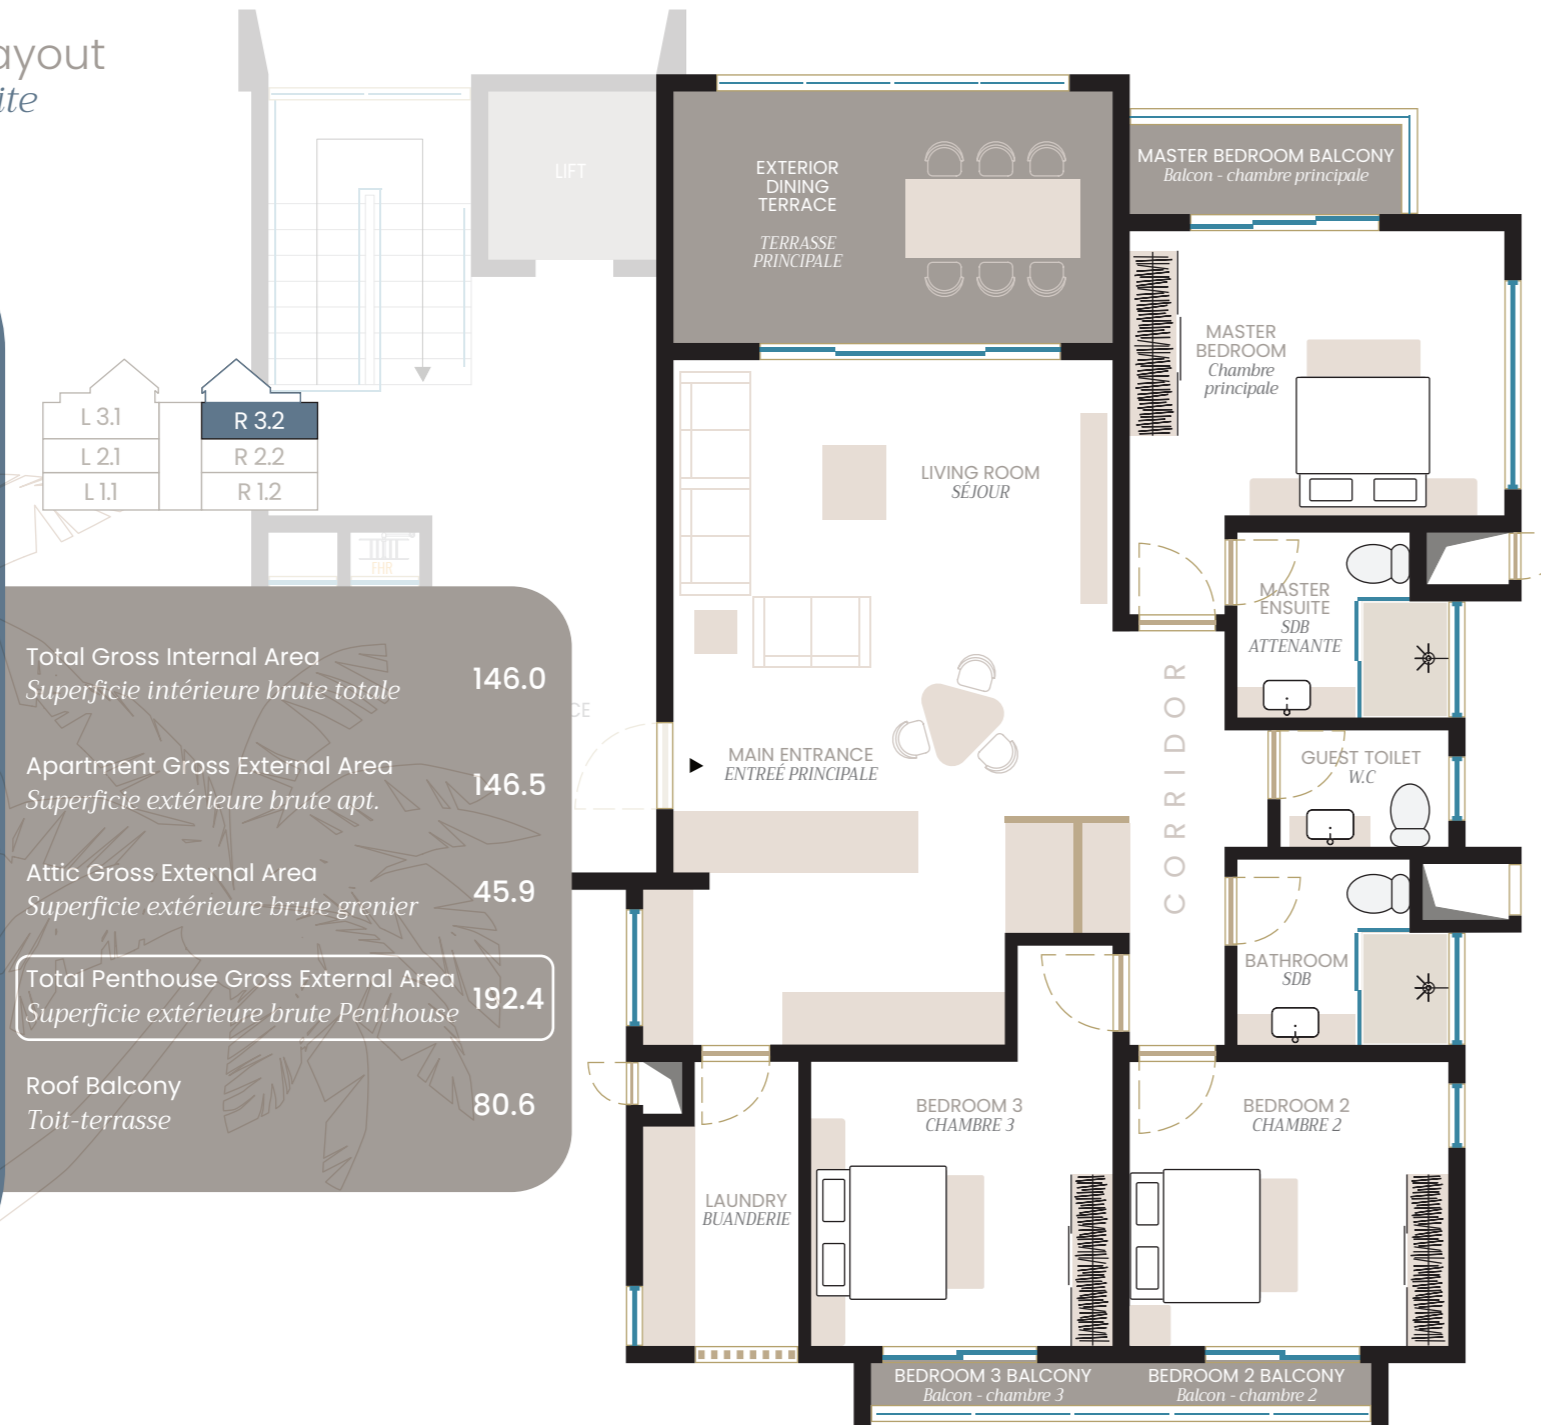 LIFT
EXTERIOR
DINING
TERRACE
TERRASSE
PRINCIPALE
MASTER BEDROOM BALCONY
Balcon - chambre principale
MASTER
BEDROOM
Chambre
principale
L 3.1
R 3.2
L 2.1
R 2.2
L 1.1
R 1.2
LIVING ROOM
SÉJOUR
FHR
MASTER
ENSUITE
SDB
ATTENANTE
Total Gross Internal Area
Superficie intérieure brute totale
146.0
Apartment Gross External Area
Superficie extérieure brute apt.
146.5
Attic Gross External Area
Superficie extérieure brute grenier
45.9
Total Penthouse Gross External Area
Superficie extérieure brute Penthouse
192.4
Roof Balcony
Toit-terrasse
80.6
MAIN ENTRANCE
ENTREÉ PRINCIPALE
CORRIDOR
GUEST TOILET
W.C
BATHROOM
SDB
BEDROOM 3
CHAMBRE 3
BEDROOM 2
CHAMBRE 2
LAUNDRY
BUANDERIE
BEDROOM 3 BALCONY
Balcon - chambre 3
BEDROOM 2 BALCONY
Balcon - chambre 2